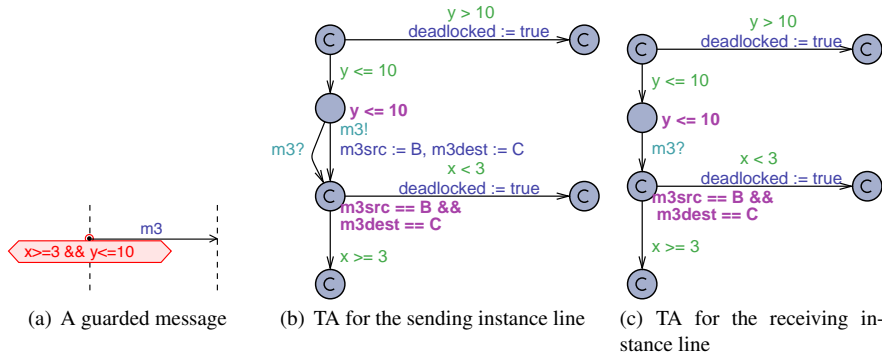 m3
x>=3 && y<=10
(a) A guarded message
y > 10
C
deadlocked := true
C
y <= 10
y <= 10
m3!
m3?
m3src := B, m3dest := C
x < 3
C
deadlocked := true
C
m3src == B &&
m3dest == C
x >= 3
C
(b) TA for the sending instance line
y > 10
C
deadlocked := true
C
y <= 10
y <= 10
m3?
x < 3
C
deadlocked := true
C
m3src == B &&
m3dest == C
x >= 3
C
(c) TA for the receiving in-
stance line